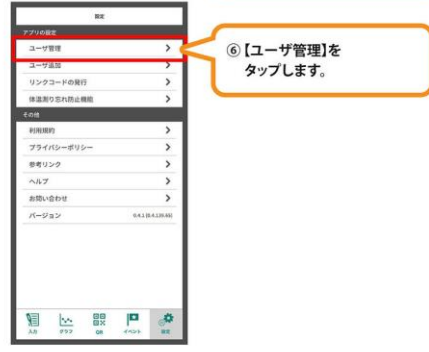 設定
アプリの設定
ユーザ管理
ユーザ追加
リンクコードの発行
体温測り忘れ防止機能
その他
利用規約
プライバシーポリシー
参考リンク
ヘルプ
お問い合わせ
バージョン
入力
グラフ
QR
イベント
設定
⑥【ユーザ管理】を
タップします。